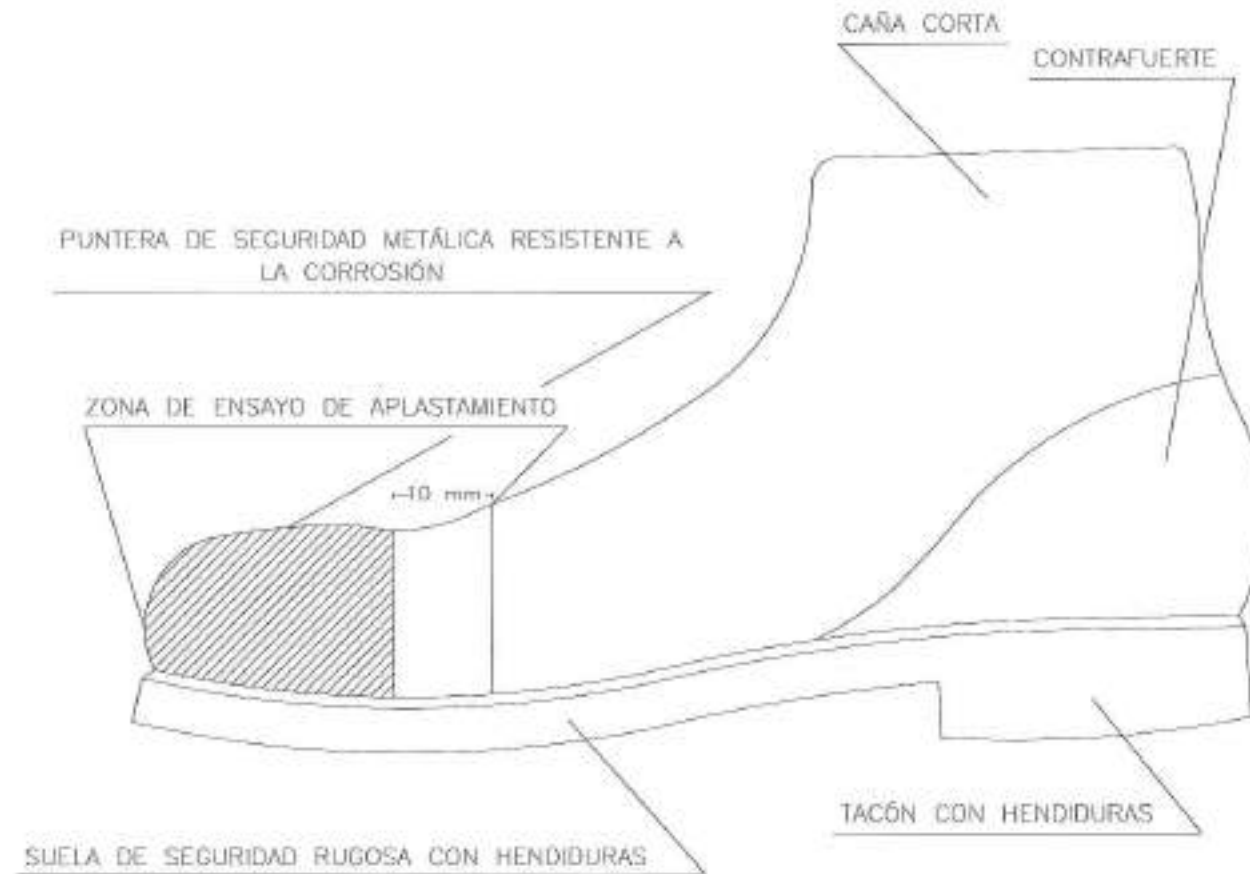 CAÑA CORTA
CONTRAFUERTE
PUNTERA DE SEGURIDAD METÁLICA RESISTENTE A
LA CORROSIÓN
ZONA DE ENSAYO DE APLASTAMIENTO
10 mm
TACÓN CON HENDIDURAS
SUELA DE SEGURIDAD RUGOSA CON HENDIDURAS